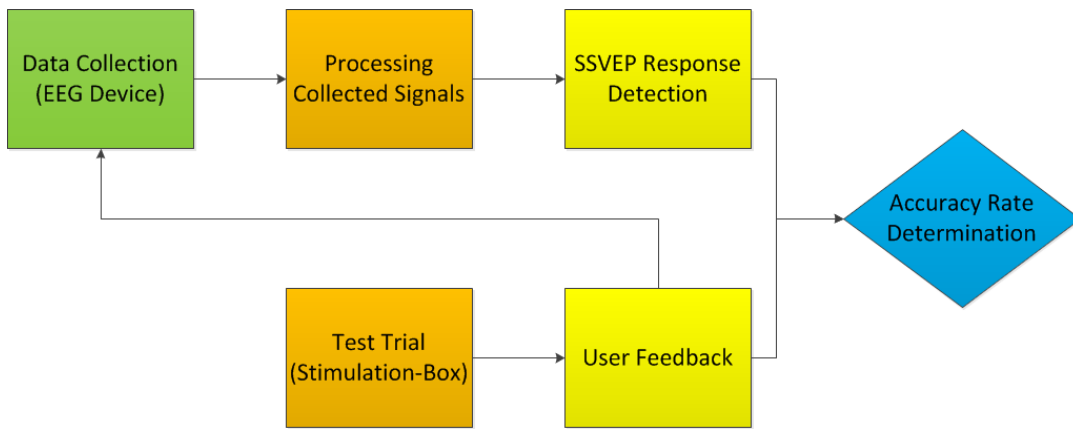 Data Collection
(EEG Device)
Processing
Collected Signals
SSVEP Response
Detection
Accuracy Rate
Determination
Test Trial
(Stimulation-Box)
User Feedback